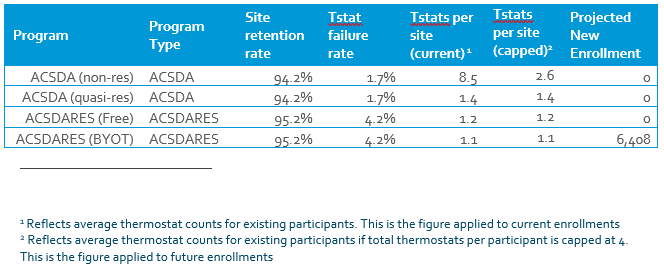 Program Program Type Site retention rate Tstat failure rate Tstats per site (current)¹ Tstats per site (capped)² Projected New Enrollment
ACSDA (non-res) ACSDA 94.2% 1.7% 8.5 2.6 0
ACSDA (quasi-res) ACSDA 94.2% 1.7% 1.4 1.4 0
ACSDARES (Free) ACSDARES 95.2% 4.2% 1.2 1.2 0
ACSDARES (BYOT) ACSDARES 95.2% 4.2% 1.1 1.1 6,408
¹ Reflects average thermostat counts for existing participants. This is the figure applied to current enrollments
² Reflects average thermostat counts for existing participants if total thermostats per participant is capped at 4.
This is the figure applied to future enrollments